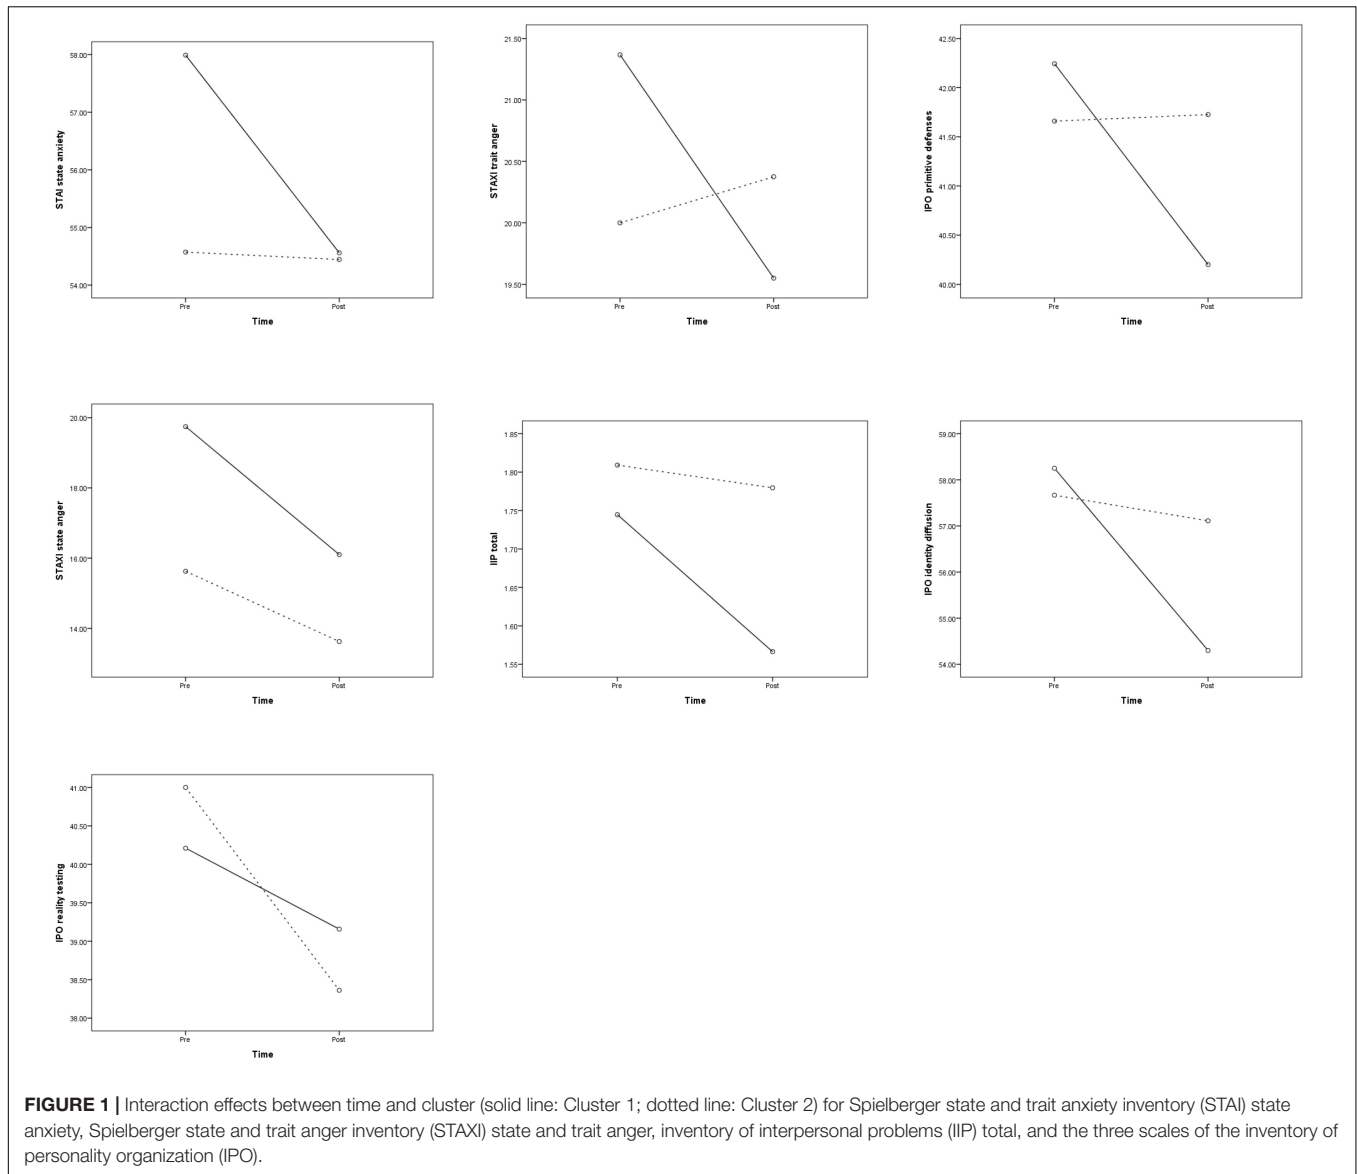 58.00
57.00
56.00
55.00
54.00
STAI state anxiety
Pre
Post
Time
21.50
21.00
20.50
20.00
19.50
STAXI trait anger
Pre
Post
Time
42.50
42.00
41.50
41.00
40.50
40.00
IPO primitive defenses
Pre
Post
Time
20.00
18.00
16.00
14.00
STAXI state anger
Pre
Post
Time
1.85
1.80
1.75
1.70
1.65
1.60
1.55
IIP total
Pre
Post
Time
59.00
58.00
57.00
56.00
55.00
54.00
IPO identity diffusion
Pre
Post
Time
41.00
40.50
40.00
39.50
39.00
38.50
38.00
IPO reality testing
Pre
Post
Time
FIGURE 1 | Interaction effects between time and cluster (solid line: Cluster 1; dotted line: Cluster 2) for Spielberger state and trait anxiety inventory (STAI) state
anxiety, Spielberger state and trait anger inventory (STAXI) state and trait anger, inventory of interpersonal problems (IIP) total, and the three scales of the inventory of
personality organization (IPO).